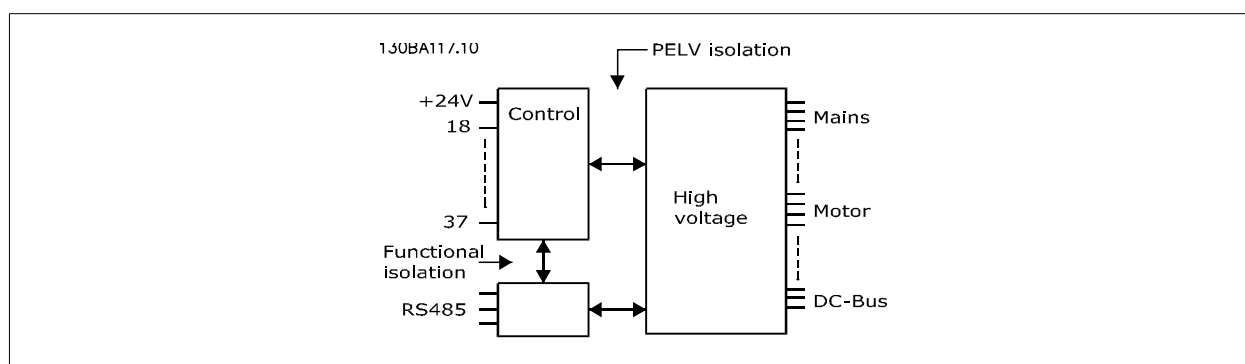 130BA117.10
PELV isolation
+24V
Control
18
Mains
High
voltage
37
Motor
Functional
isolation
RS485
DC-Bus